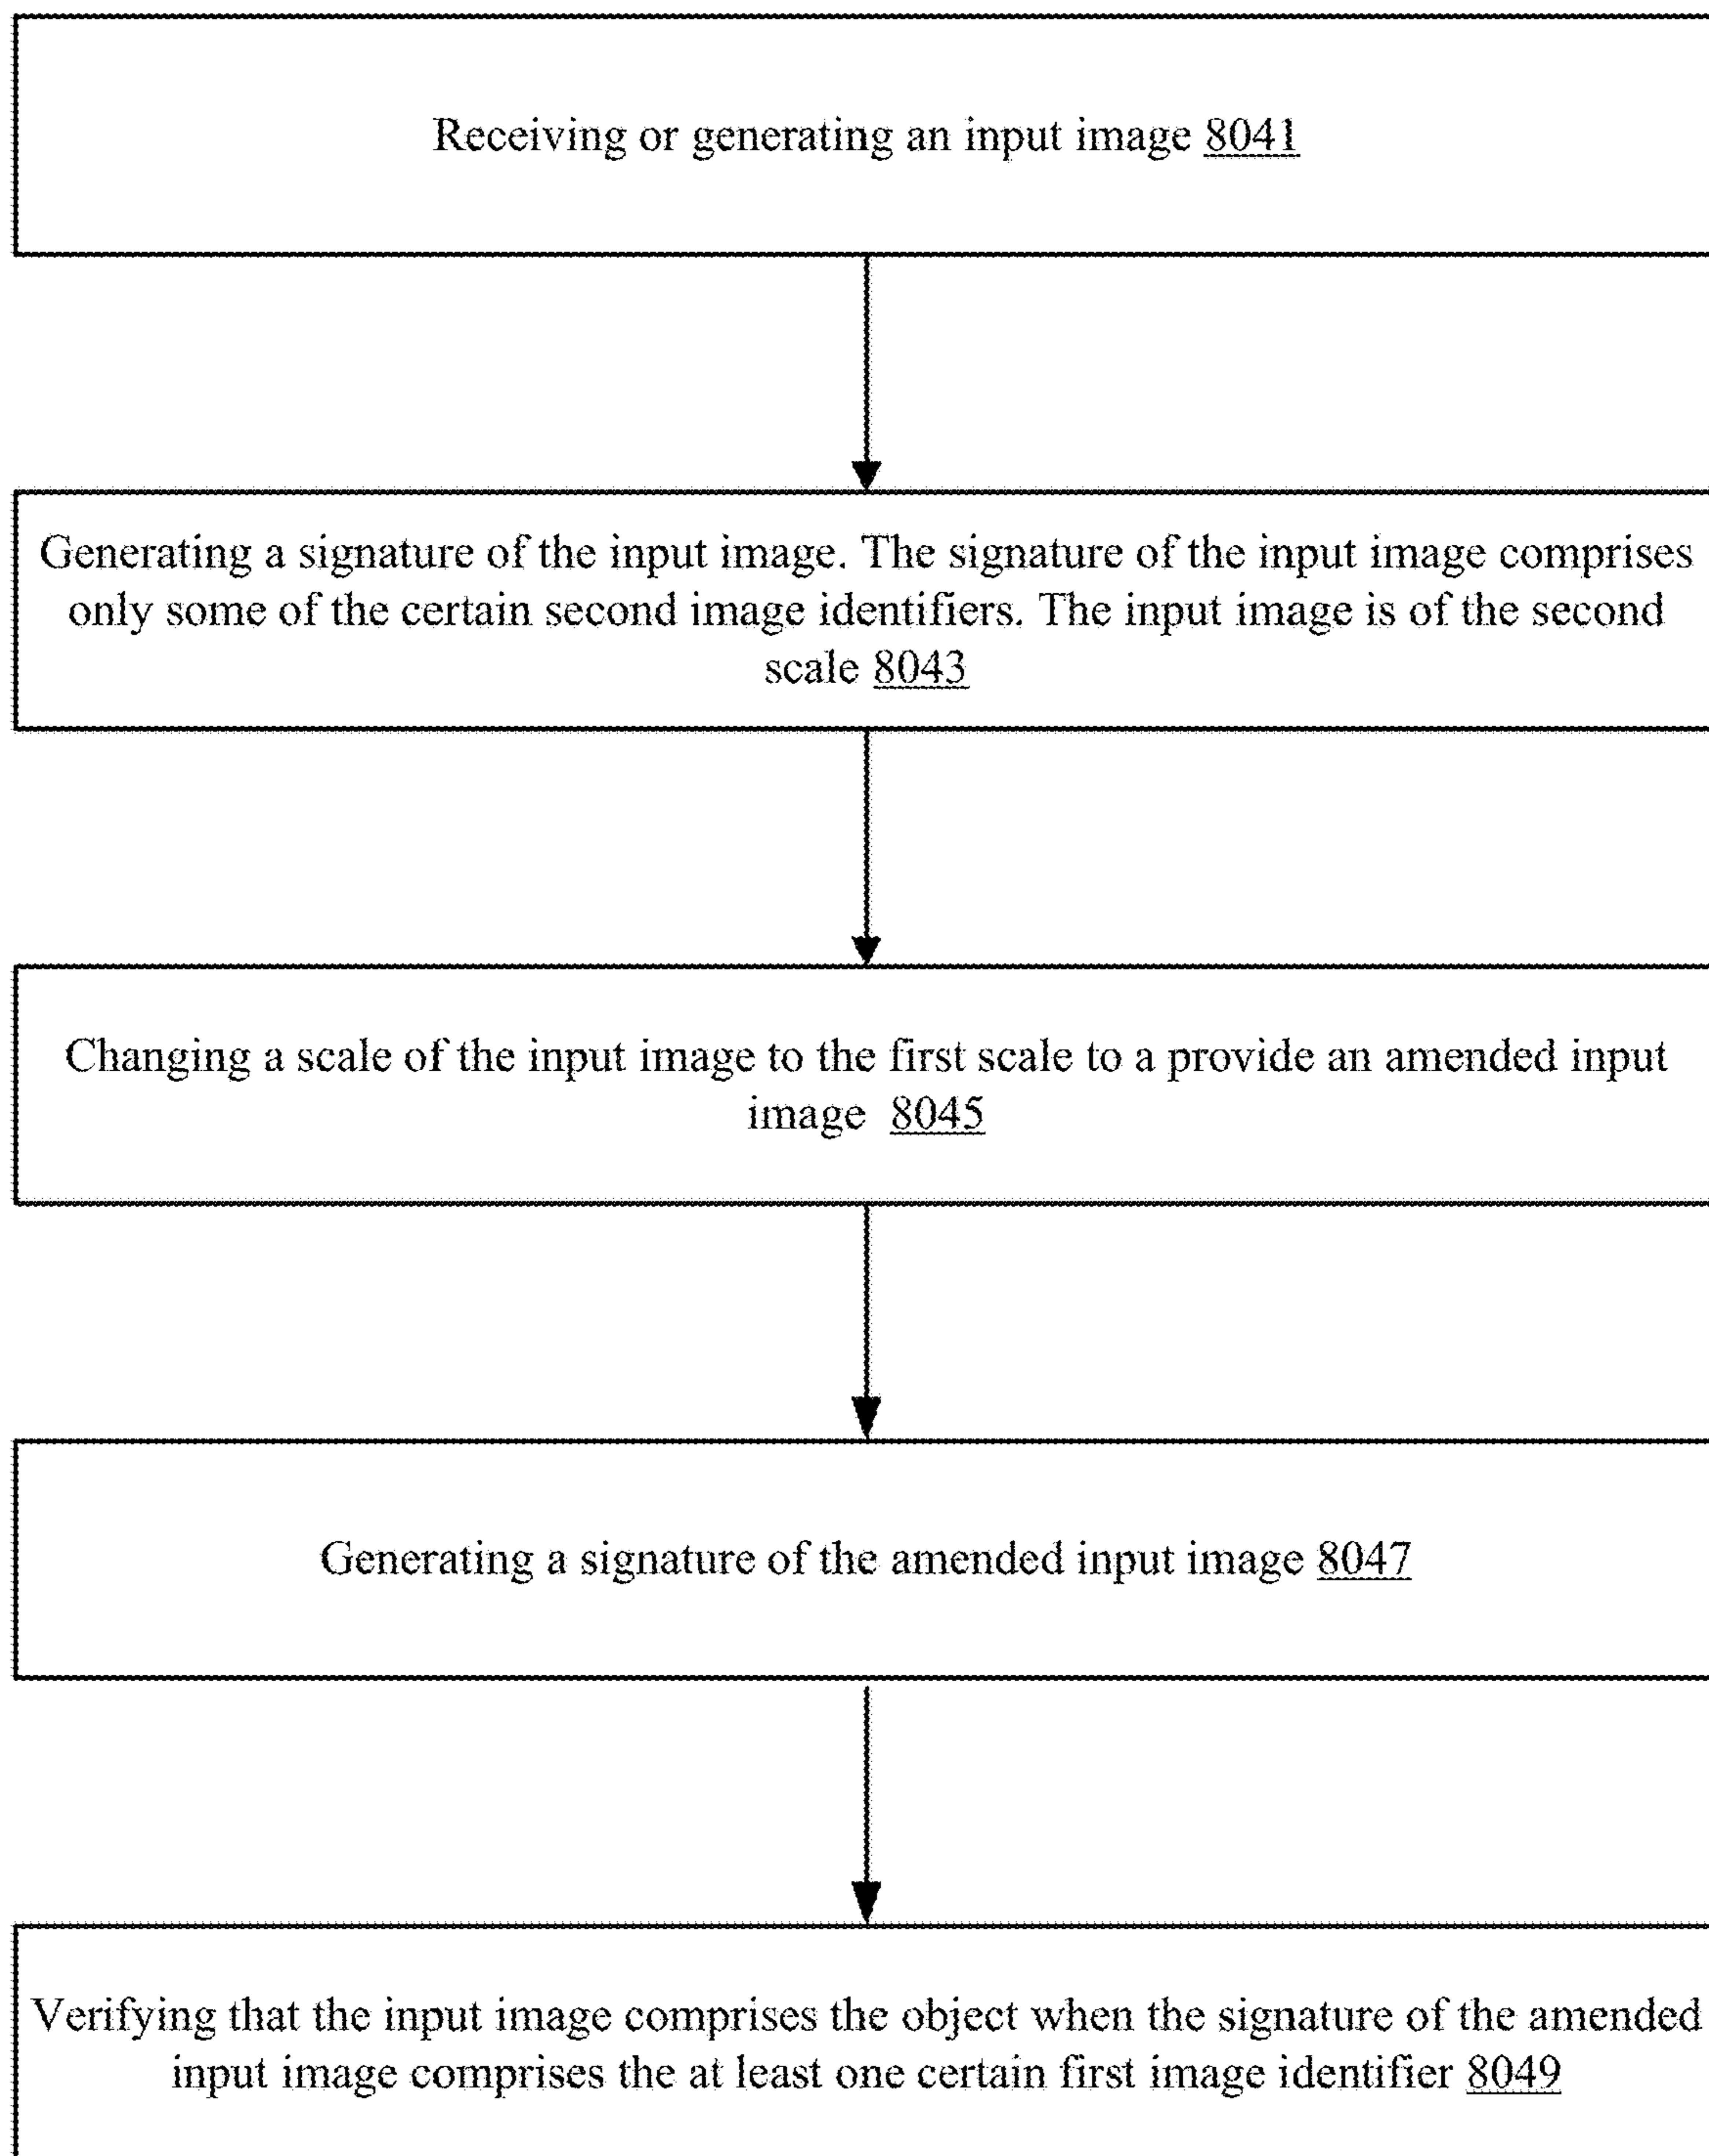 Receiving or generating an input image 8041
Generating a signature of the input image. The signature of the input image comprises
only some of the certain second image identifiers. The input image is of the second
scale 8043
Changing a scale of the input image to the first scale to a provide an amended input
image 8045
Generating a signature of the amended input image 8047
Verifying that the input image comprises the object when the signature of the amended
input image comprises the at least one certain first image identifier 8049